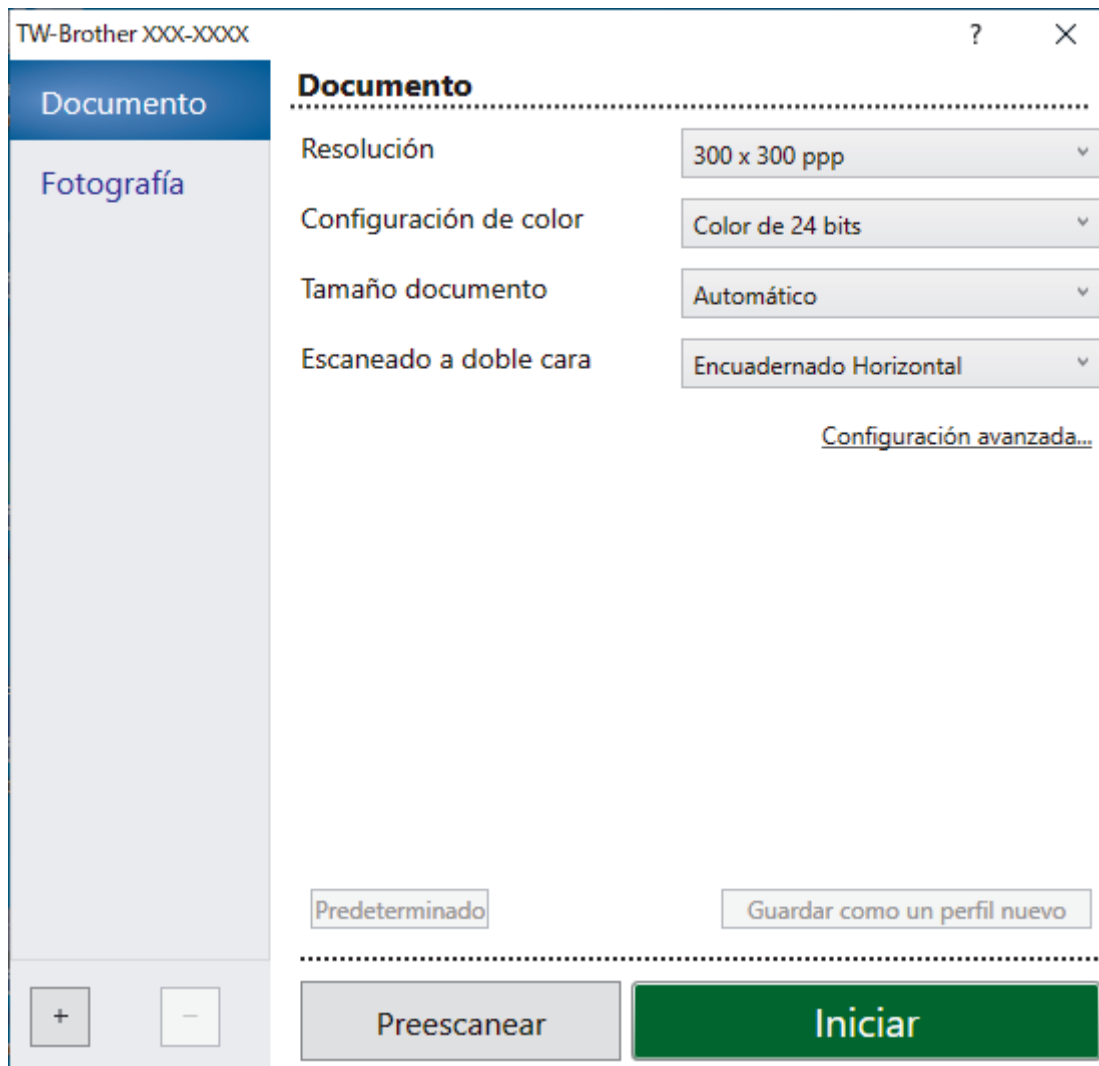 TW-Brother XXX-XXXX
?
Documento
Fotografía
Documento
Resolución
300 x 300 ppp
Configuración de color
Color de 24 bits
Tamaño documento
Automático
Escaneado a doble cara
Encuadernado Horizontal
Configuración avanzada...
Predeterminado
Guardar como un perfil nuevo
+
−
Preescanear
Iniciar